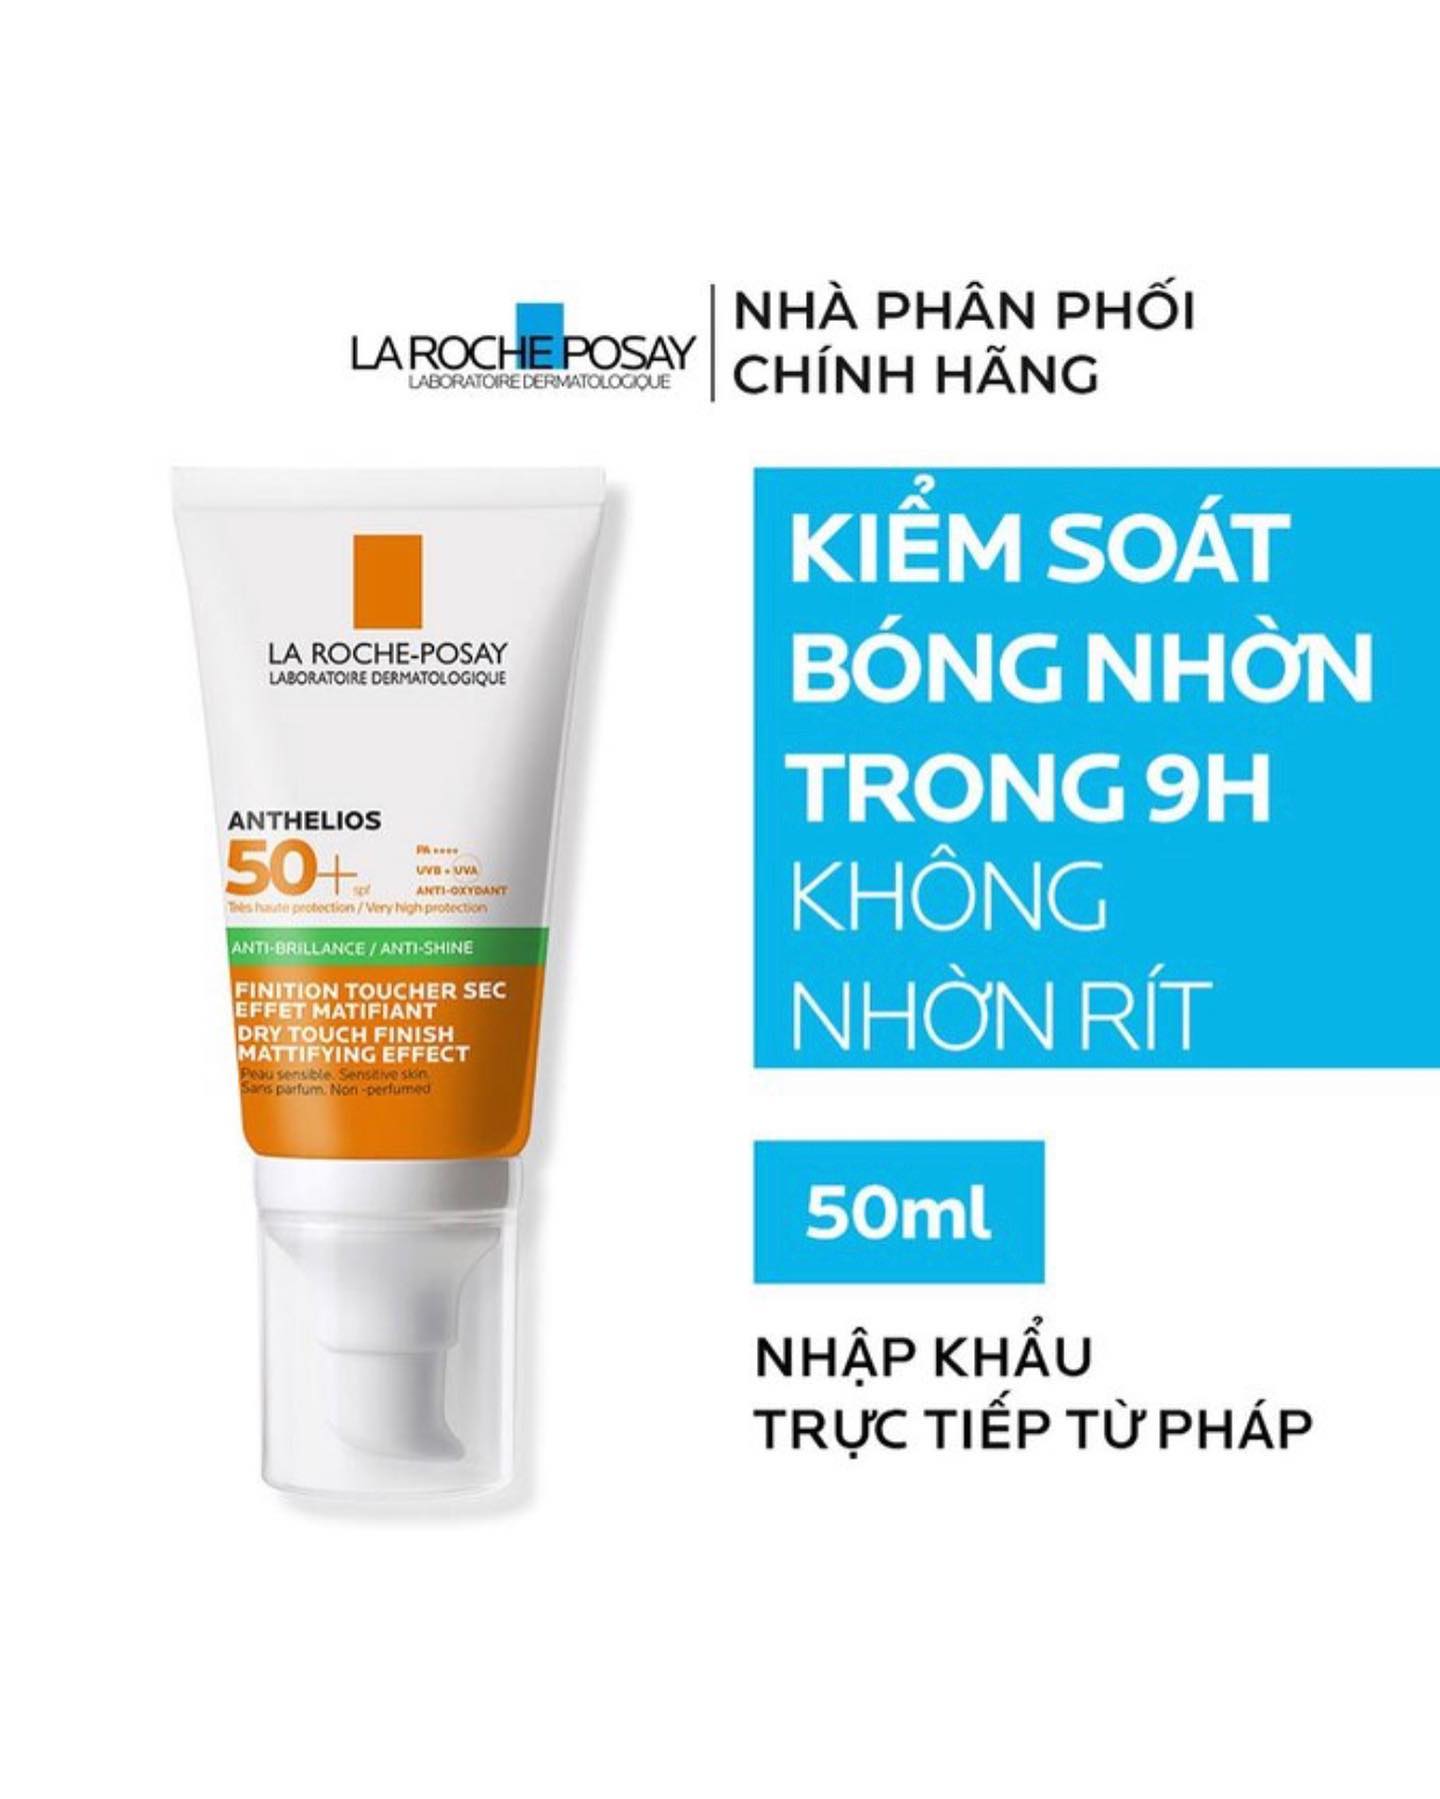 LA ROCHE POSAY
LABORATOIRE DERMATOLOGIQUE
NHÀ PHÂN PHỐI
CHÍNH HÃNG
LA ROCHE-POSAY
LABORATOIRE DERMATOLOGIQUE
ANTHELIOS
50+ spf
PA ++++
UVB + UVA
ANTI-OXYDANT
Très haute protection / Very high protection
ANTI-BRILLANCE / ANTI-SHINE
FINITION TOUCHER SEC
EFFET MATIFIANT
DRY TOUCH FINISH
MATTIFYING EFFECT
Peau sensible. Sensitive skin.
Sans parfum. Non-perfumed
KIỂM SOÁT
BÓNG NHỜN
TRONG 9H
KHÔNG
NHỜN RÍT
50ml
NHẬP KHẨU
TRỰC TIẾP TỪ PHÁP